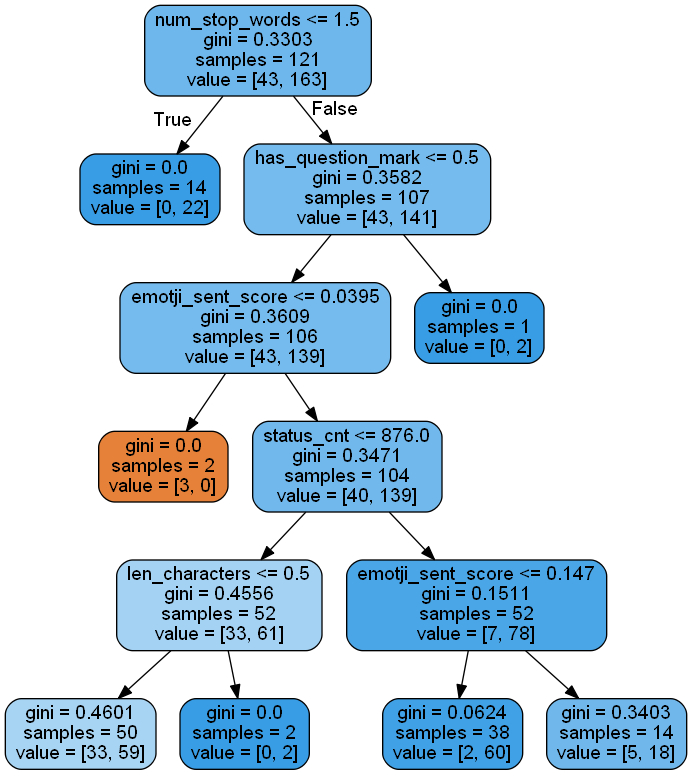 num_stop_words <= 1.5
gini = 0.3303
samples = 121
value = [43, 163]
True
False
gini = 0.0
samples = 14
value = [0, 22]
has_question_mark <= 0.5
gini = 0.3582
samples = 107
value = [43, 141]
emotji_sent_score <= 0.0395
gini = 0.3609
samples = 106
value = [43, 139]
gini = 0.0
samples = 1
value = [0, 2]
gini = 0.0
samples = 2
value = [3, 0]
status_cnt <= 876.0
gini = 0.3471
samples = 104
value = [40, 139]
len_characters <= 0.5
gini = 0.4556
samples = 52
value = [33, 61]
emotji_sent_score <= 0.147
gini = 0.1511
samples = 52
value = [7, 78]
gini = 0.4601
samples = 50
value = [33, 59]
gini = 0.0
samples = 2
value = [0, 2]
gini = 0.0624
samples = 38
value = [2, 60]
gini = 0.3403
samples = 14
value = [5, 18]